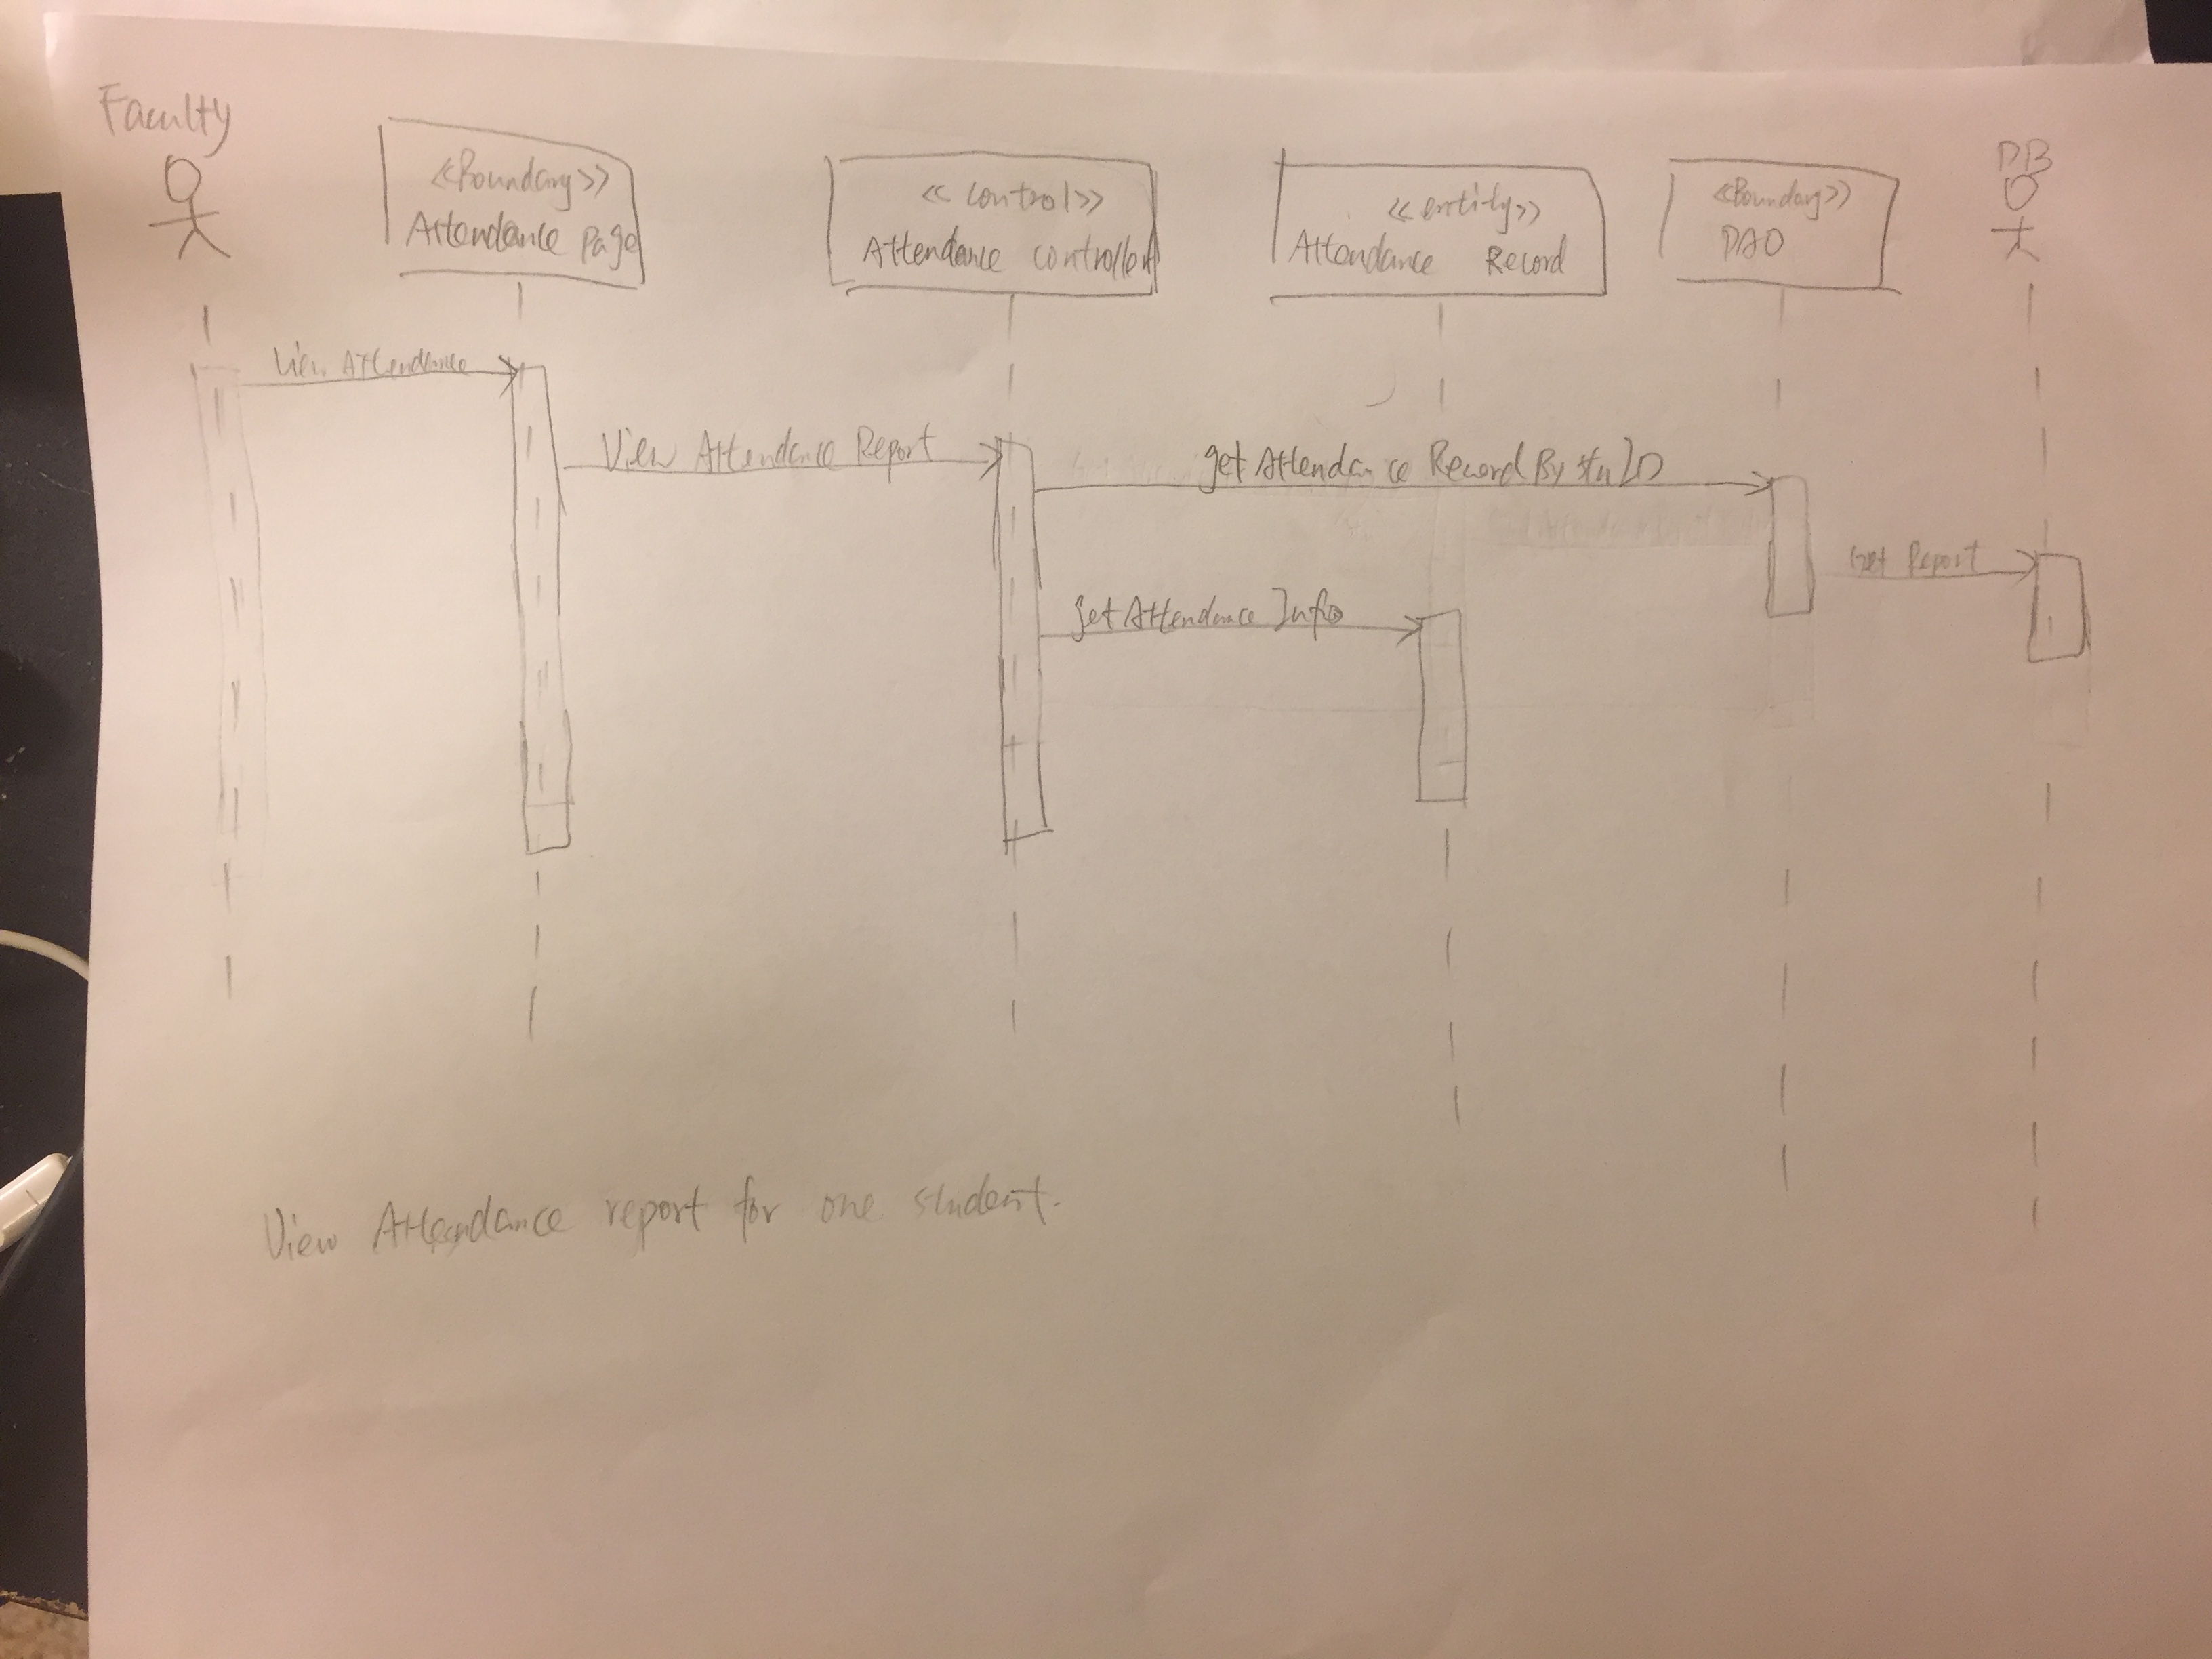 Faculty
<<Boundary>>
Attendance Page
<<control>>
Attendance controller
<<entity>>
Attendance Record
<<Boundary>>
DAO
DB
View Attendance
View Attendance Report
get Attendance Record By stu ID
get Report
get Attendance Info
View Attendance report for one student.